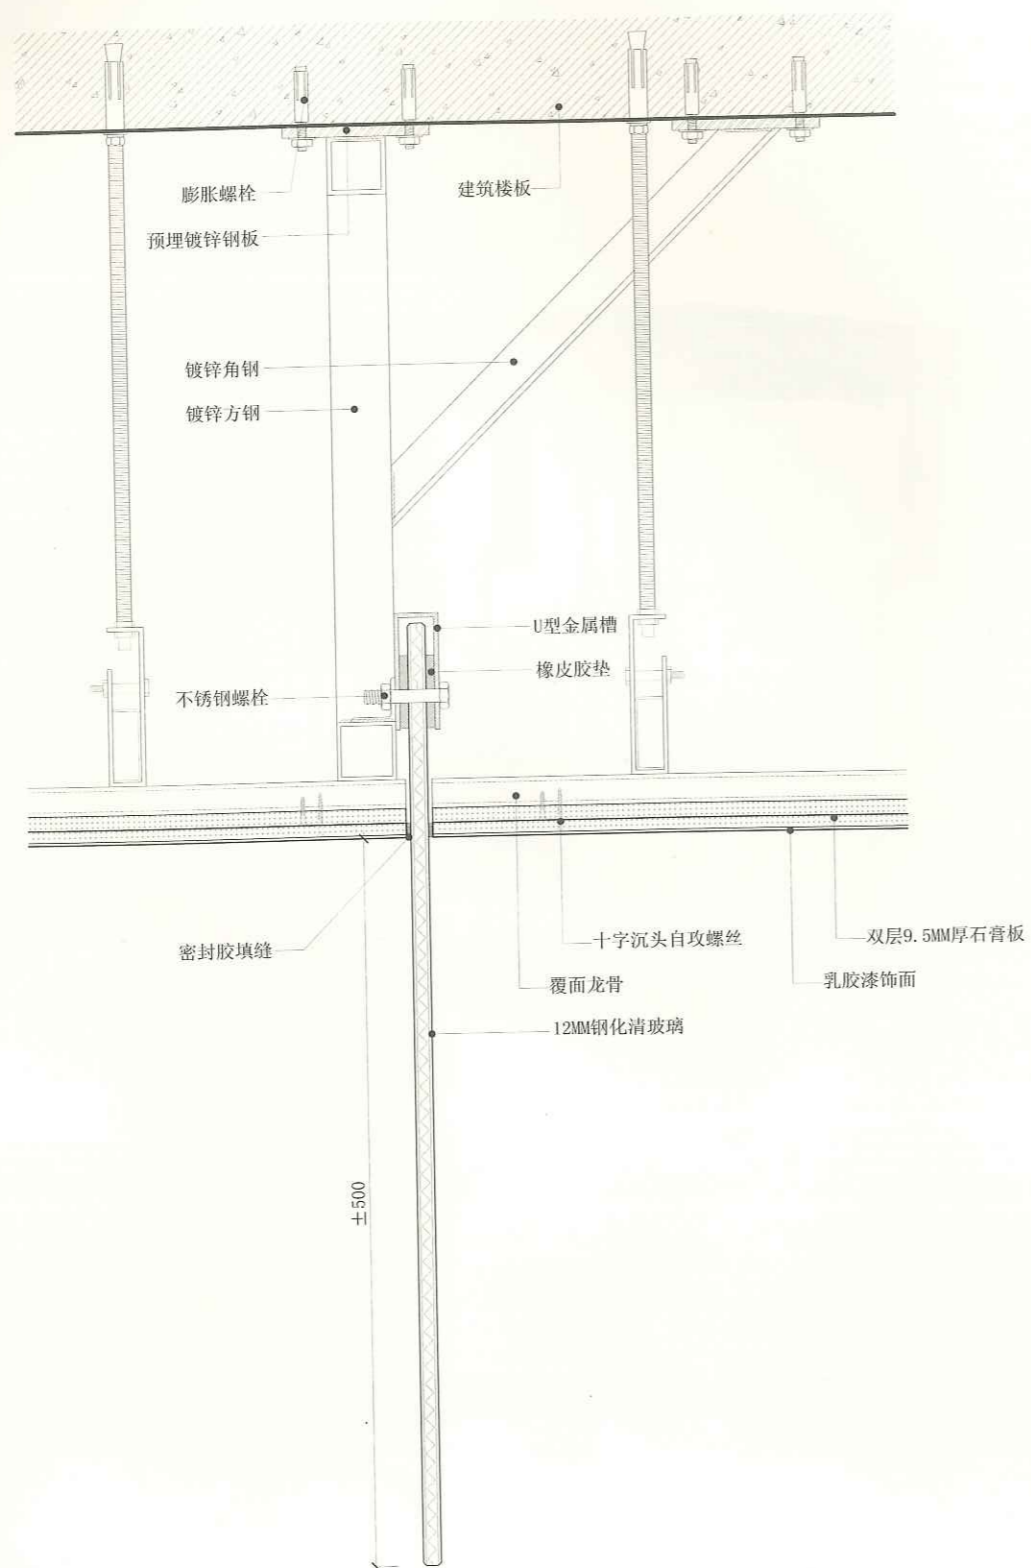 膨胀螺栓
建筑楼板
预埋镀锌钢板
镀锌角钢
镀锌方钢
U型金属槽
橡皮胶垫
不锈钢螺栓
密封胶填缝
十字沉头自攻螺丝
双层9.5MM厚石膏板
覆面龙骨
乳胶漆饰面
12MM钢化清玻璃
±500